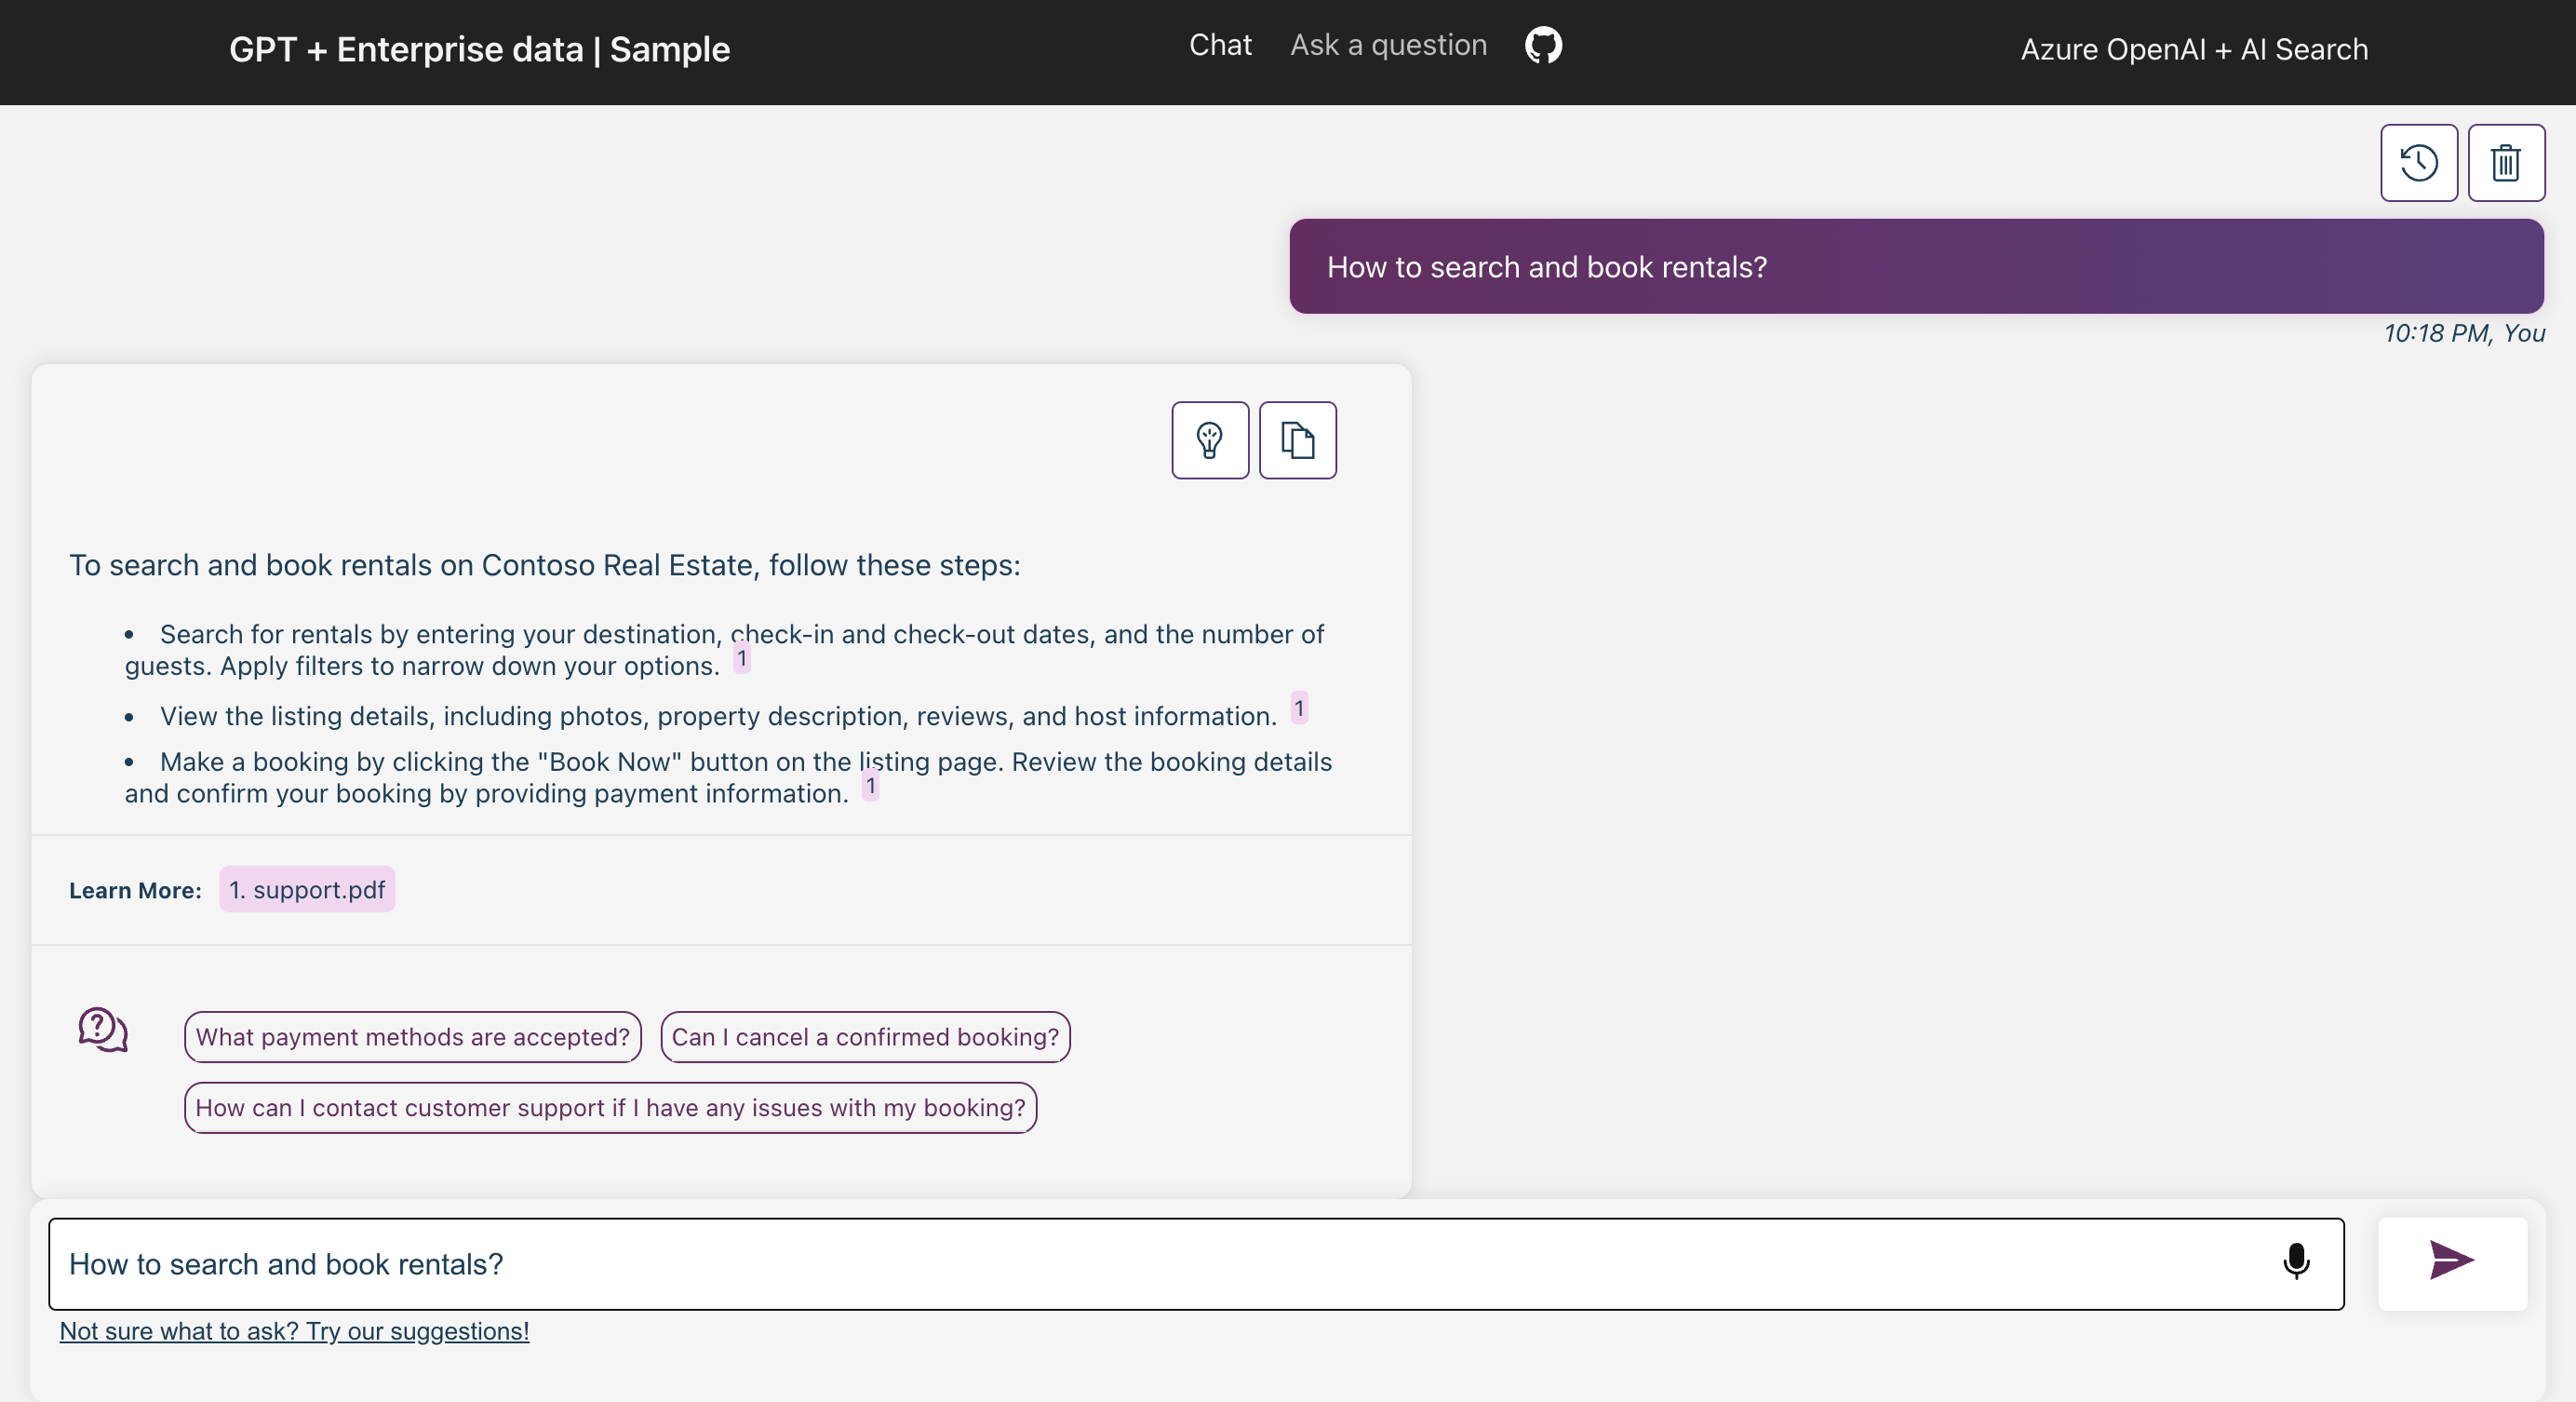 GPT + Enterprise data | Sample
Chat
Ask a question
Azure OpenAI + AI Search
How to search and book rentals?
10:18 PM, You
To search and book rentals on Contoso Real Estate, follow these steps:
• Search for rentals by entering your destination, check-in and check-out dates, and the number of
guests. Apply filters to narrow down your options. 1
• View the listing details, including photos, property description, reviews, and host information. 1
• Make a booking by clicking the "Book Now" button on the listing page. Review the booking details
and confirm your booking by providing payment information. 1
Learn More: 1. support.pdf
What payment methods are accepted?
Can I cancel a confirmed booking?
How can I contact customer support if I have any issues with my booking?
How to search and book rentals?
Not sure what to ask? Try our suggestions!